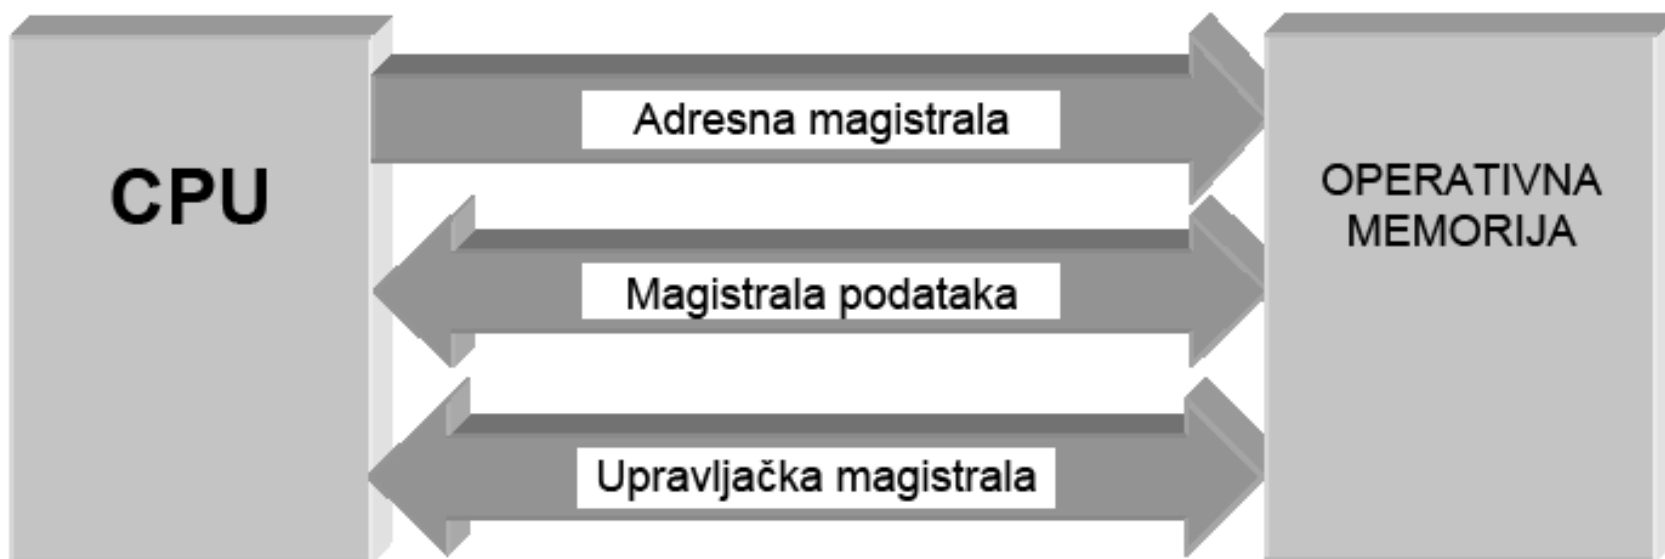 CPU
Adresna magistrala
Magistrala podataka
Upravljačka magistrala
OPERATIVNA
MEMORIJA